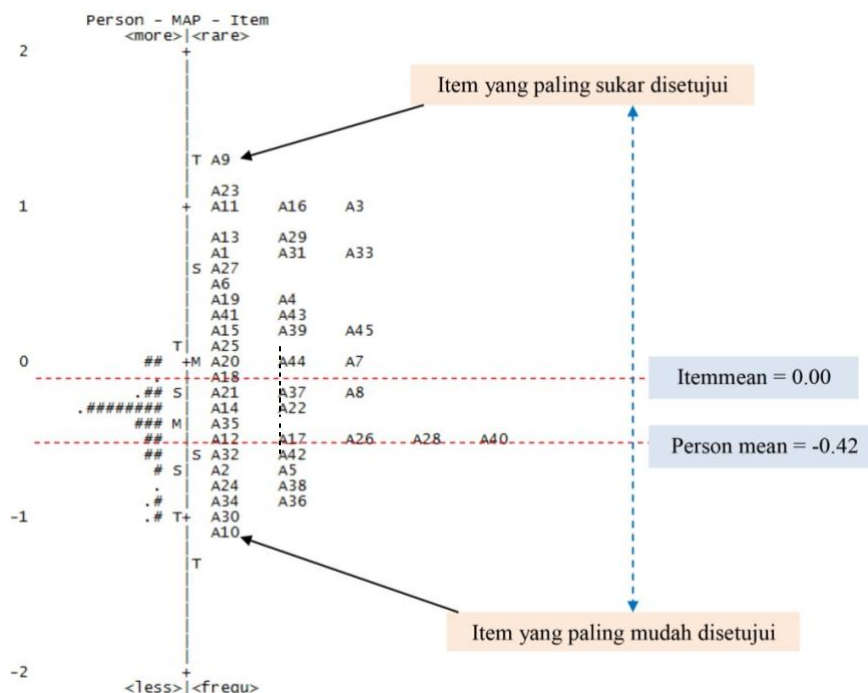 Person - MAP - Item
<more>|<rare>
2 +
Item yang paling sukar disetujui
T A9
A23
1 + A11 A16 A3
A13 A29
A1 A31 A33
S A27
A6
A19 A4
A41 A43
A15 A39 A45
T| A25
0 ## +M A20 A44 A7
. | A18
Itemmean = 0.00
.## S| A21 A37 A8
.######## | A14 A22
### M| A35
## | A12 A17 A26 A28 A40
Person mean = -0.42
## |S A32 A42
# S| A2 A5
. | A24 A38
.# | A34 A36
-1 .# T+ A30
A10
|T
Item yang paling mudah disetujui
-2 +
<less>|<frequ>